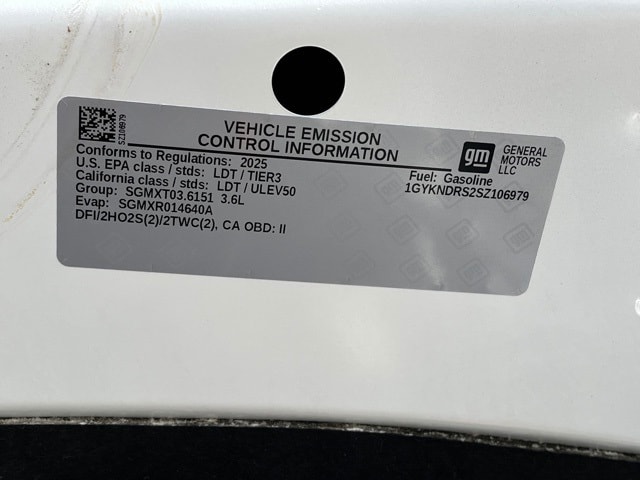 SZ106979
VEHICLE EMISSION
CONTROL INFORMATION
gm
GENERAL
MOTORS
LLC
Conforms to Regulations: 2025
U.S. EPA class / stds: LDT / TIER3
California class / stds: LDT / ULEV50
Group: SGMXT03.6151 3.6L
Evap: SGMXR014640A
DFI/2HO2S(2)/2TWC(2), CA OBD: II
Fuel: Gasoline
1GYKNDRS2SZ106979